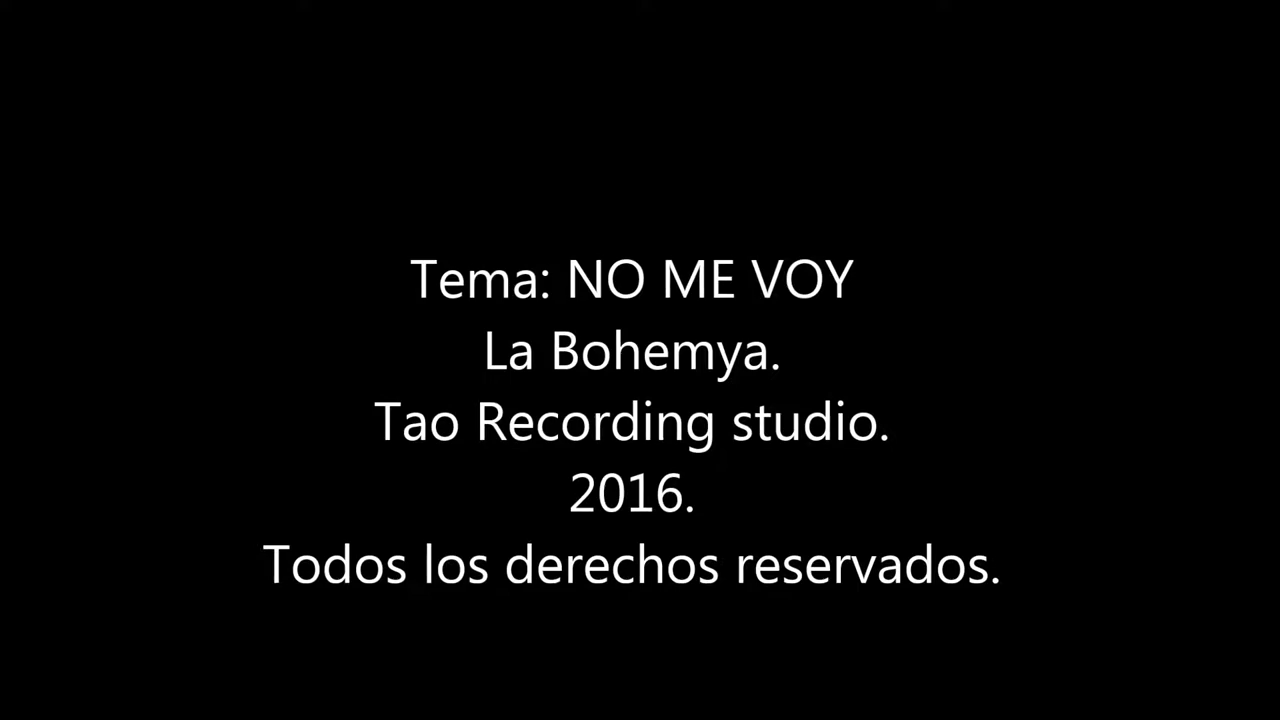 Tema: NO ME VOY
La Bohemya.
Tao Recording studio.
2016.
Todos los derechos reservados.